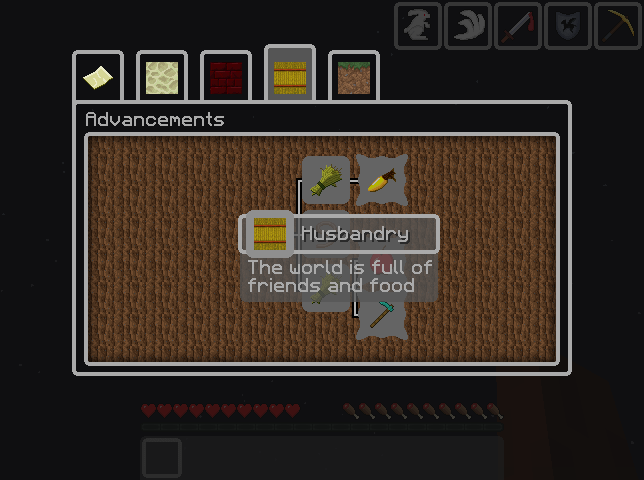 Advancements
Husbandry
The world is full of
friends and food